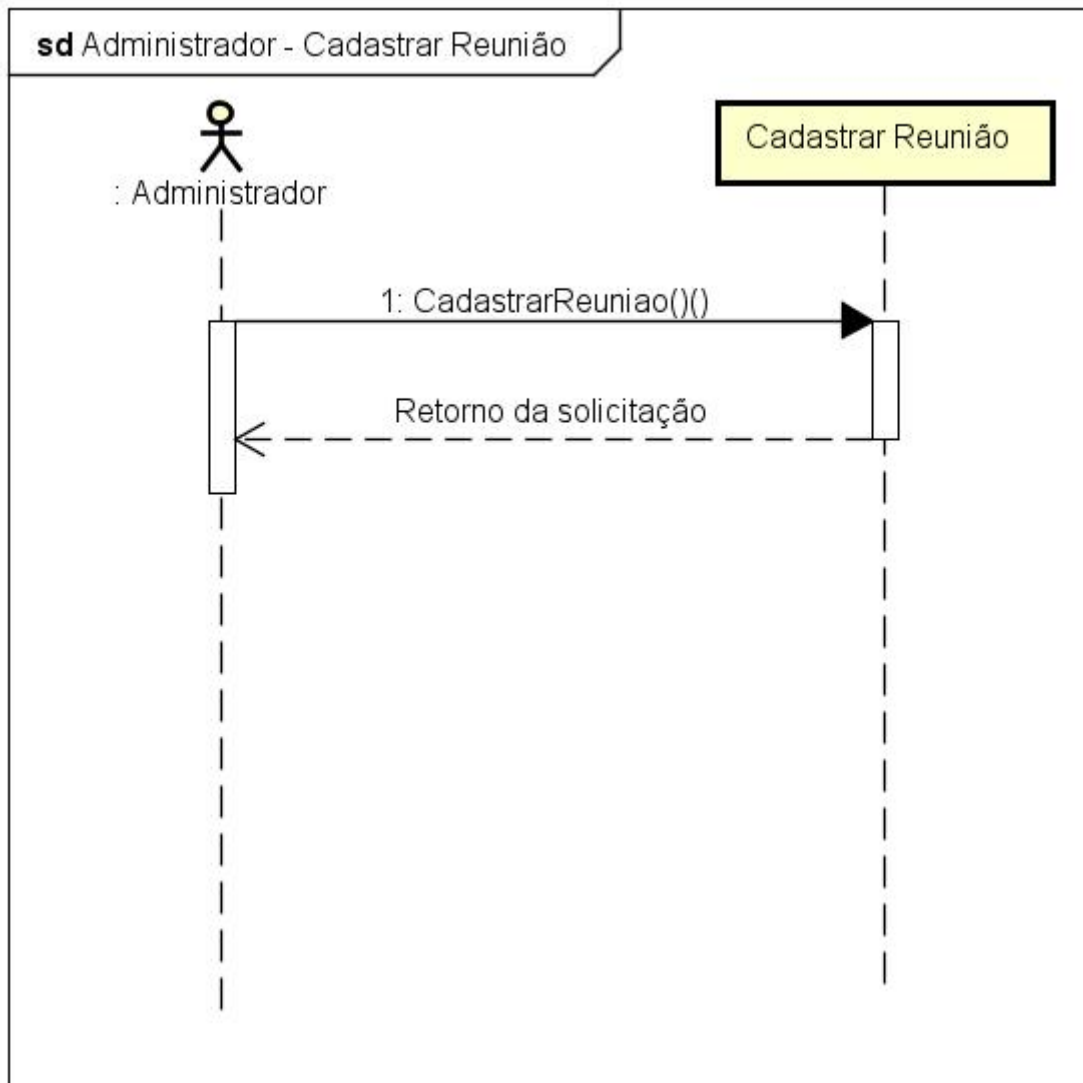 sd Administrador - Cadastrar Reunião
: Administrador
Cadastrar Reunião
1: CadastrarReuniao()()
Retorno da solicitação